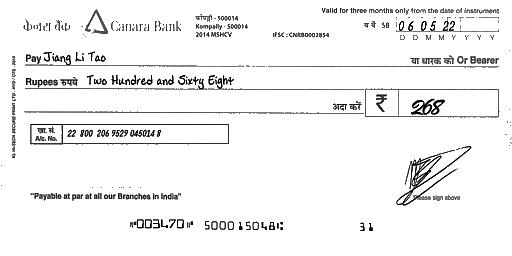 Valid for three months only from the date of instrument
केनरा बैंक Canara Bank
कोंपल्ली - 500014
Kompally - 500014
2014 MSHCV
IFSC : CNRB0002854
SB 06 05 22
D D M M Y Y Y Y
Pay Jiang Li Tao या धारक को Or Bearer
Rupees रुपये Two Hundred and Sixty Eight
अदा करें ₹ 268
खा. सं.
A/c. No. 22 800 206 9529 045014 8
"Payable at par at all our Branches in India"
Please sign above
⑈003470⑈ 500015048⑆ 31